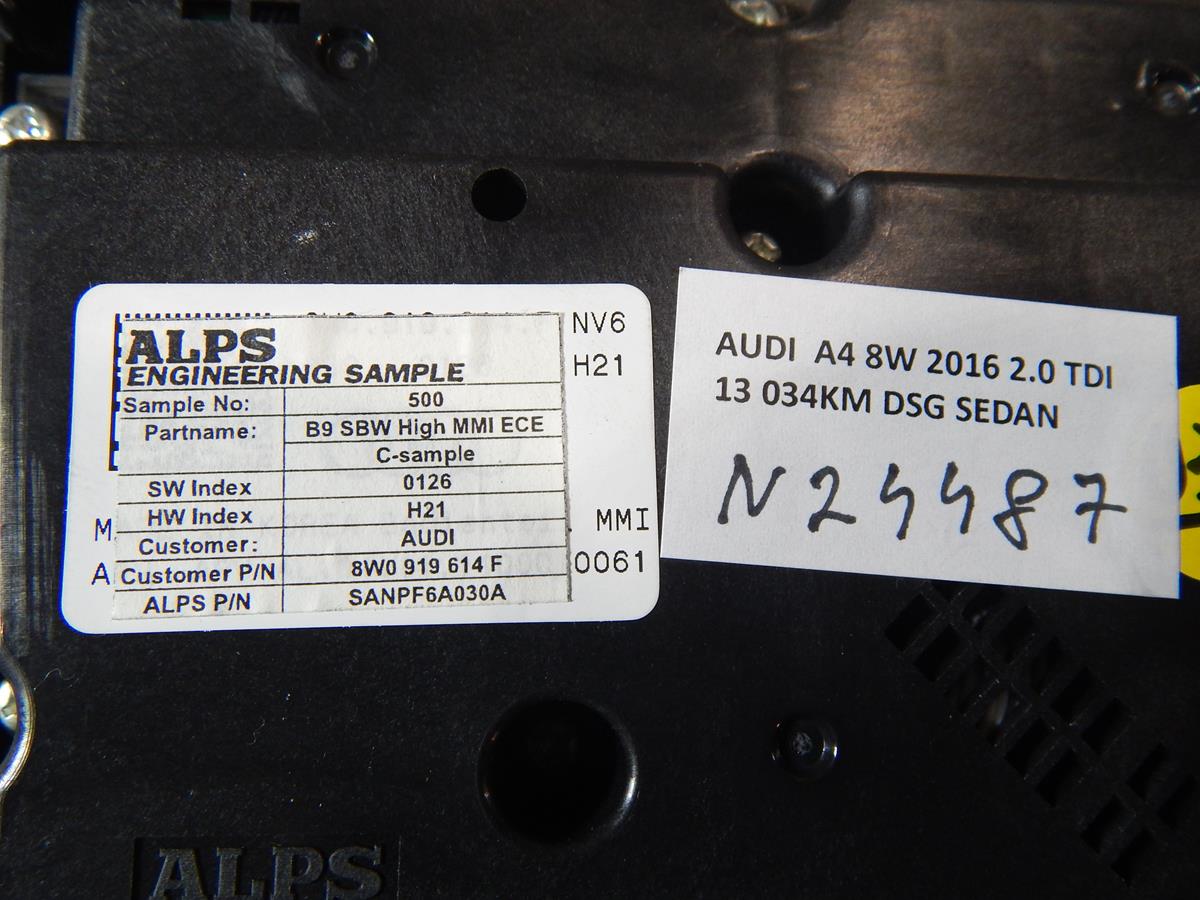 ALPS
ENGINEERING SAMPLE
Sample No: 500
Partname: B9 SBW High MMI ECE
C-sample
SW Index 0126
HW Index H21
Customer: AUDI
Customer P/N 8W0 919 614 F
ALPS P/N SANPF6A030A
NV6
H21
M
MMI
A
0061
AUDI A4 8W 2016 2.0 TDI
13 034KM DSG SEDAN
N24487
ALPS